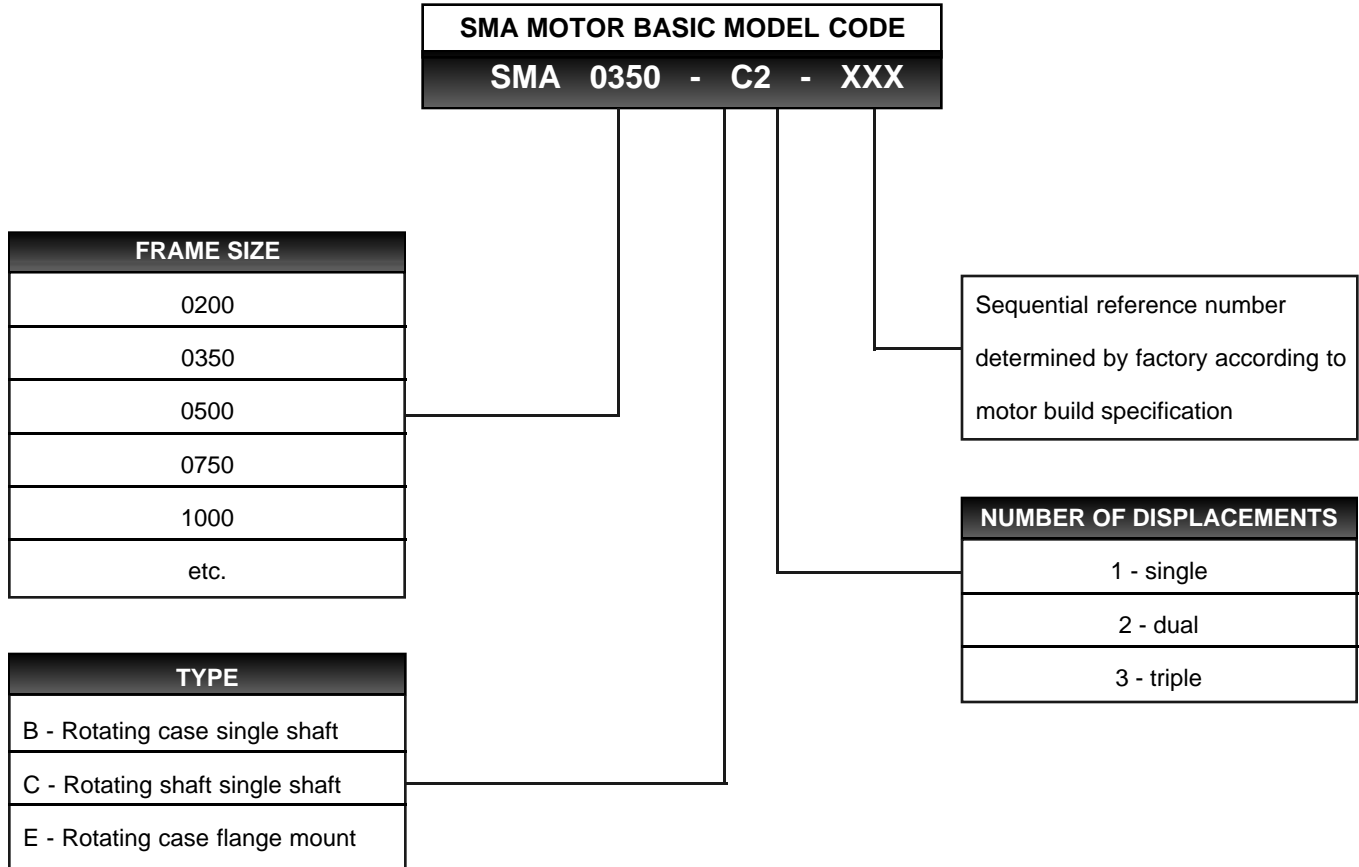 SMA MOTOR BASIC MODEL CODE
SMA 0350 - C2 - XXX
FRAME SIZE
0200
0350
0500
0750
1000
etc.
TYPE
B - Rotating case single shaft
C - Rotating shaft single shaft
E - Rotating case flange mount
Sequential reference number
determined by factory according to
motor build specification
NUMBER OF DISPLACEMENTS
1 - single
2 - dual
3 - triple